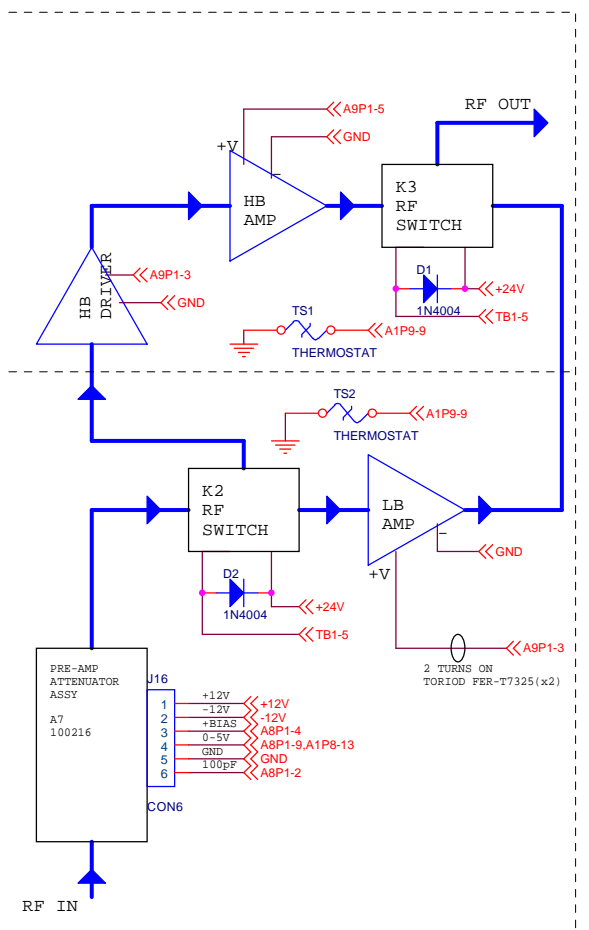 RF OUT
A9P1-5
GND
+V
-
HB
AMP
K3
RF
SWITCH
HB
DRIVER
A9P1-3
GND
D1
1N4004
+24V
TB1-5
TS1
A1P9-9
THERMOSTAT
TS2
A1P9-9
THERMOSTAT
K2
RF
SWITCH
LB
AMP
-
+V
GND
D2
1N4004
+24V
TB1-5
A9P1-3
2 TURNS ON
TORIOD FER-T7325(x2)
PRE-AMP
ATTENUATOR
ASSY
A7
100216
J16
1 +12V +12V
2 -12V -12V
3 +BIAS A8P1-4
4 0-5V A8P1-9,A1P8-13
5 GND GND
6 100pF A8P1-2
CON6
RF IN